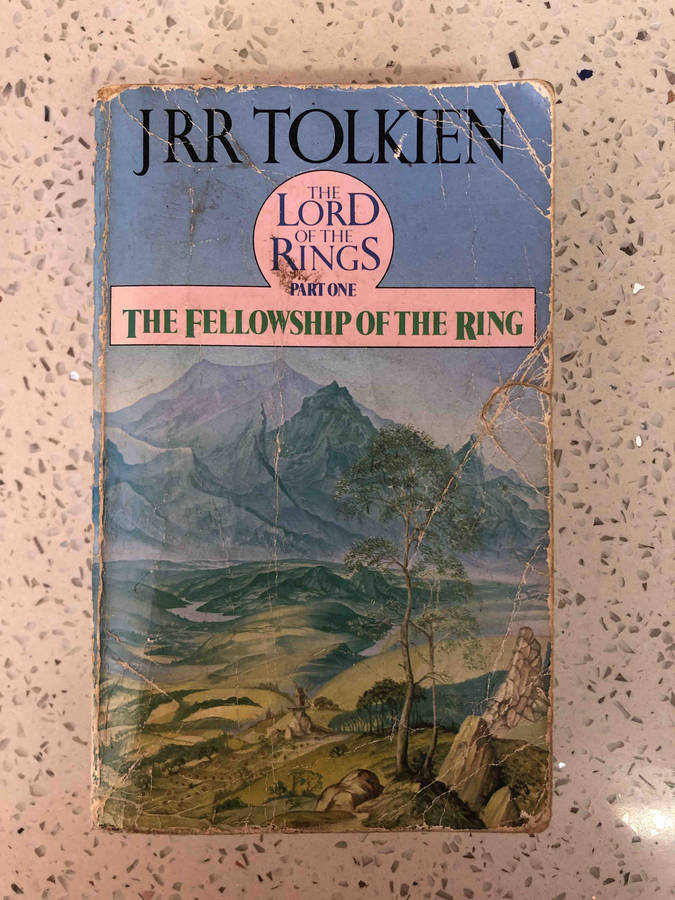 JRR TOLKIEN
THE
LORD
OF THE
RINGS
PART ONE
THE FELLOWSHIP OF THE RING